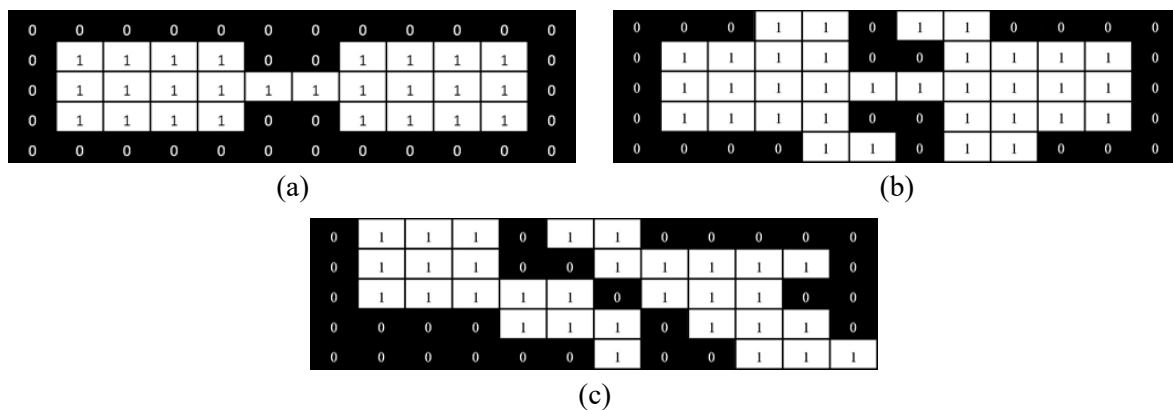 0 0 0 0 0 0 0 0 0 0 0 0
0 1 1 1 1 0 0 1 1 1 1 0
0 1 1 1 1 1 1 1 1 1 1 0
0 1 1 1 1 0 0 1 1 1 1 0
0 0 0 0 0 0 0 0 0 0 0 0
(a)
0 0 0 1 1 0 1 1 0 0 0 0
0 1 1 1 1 0 0 1 1 1 1 0
0 1 1 1 1 1 1 1 1 1 1 0
0 1 1 1 1 0 0 1 1 1 1 0
0 0 0 0 1 1 0 1 1 0 0 0
(b)
0 1 1 1 0 1 1 0 0 0 0 0
0 1 1 1 0 0 1 1 1 1 1 0
0 1 1 1 1 1 0 1 1 1 0 0
0 0 0 0 1 1 1 0 1 1 1 0
0 0 0 0 0 0 1 0 0 1 1 1
(c)